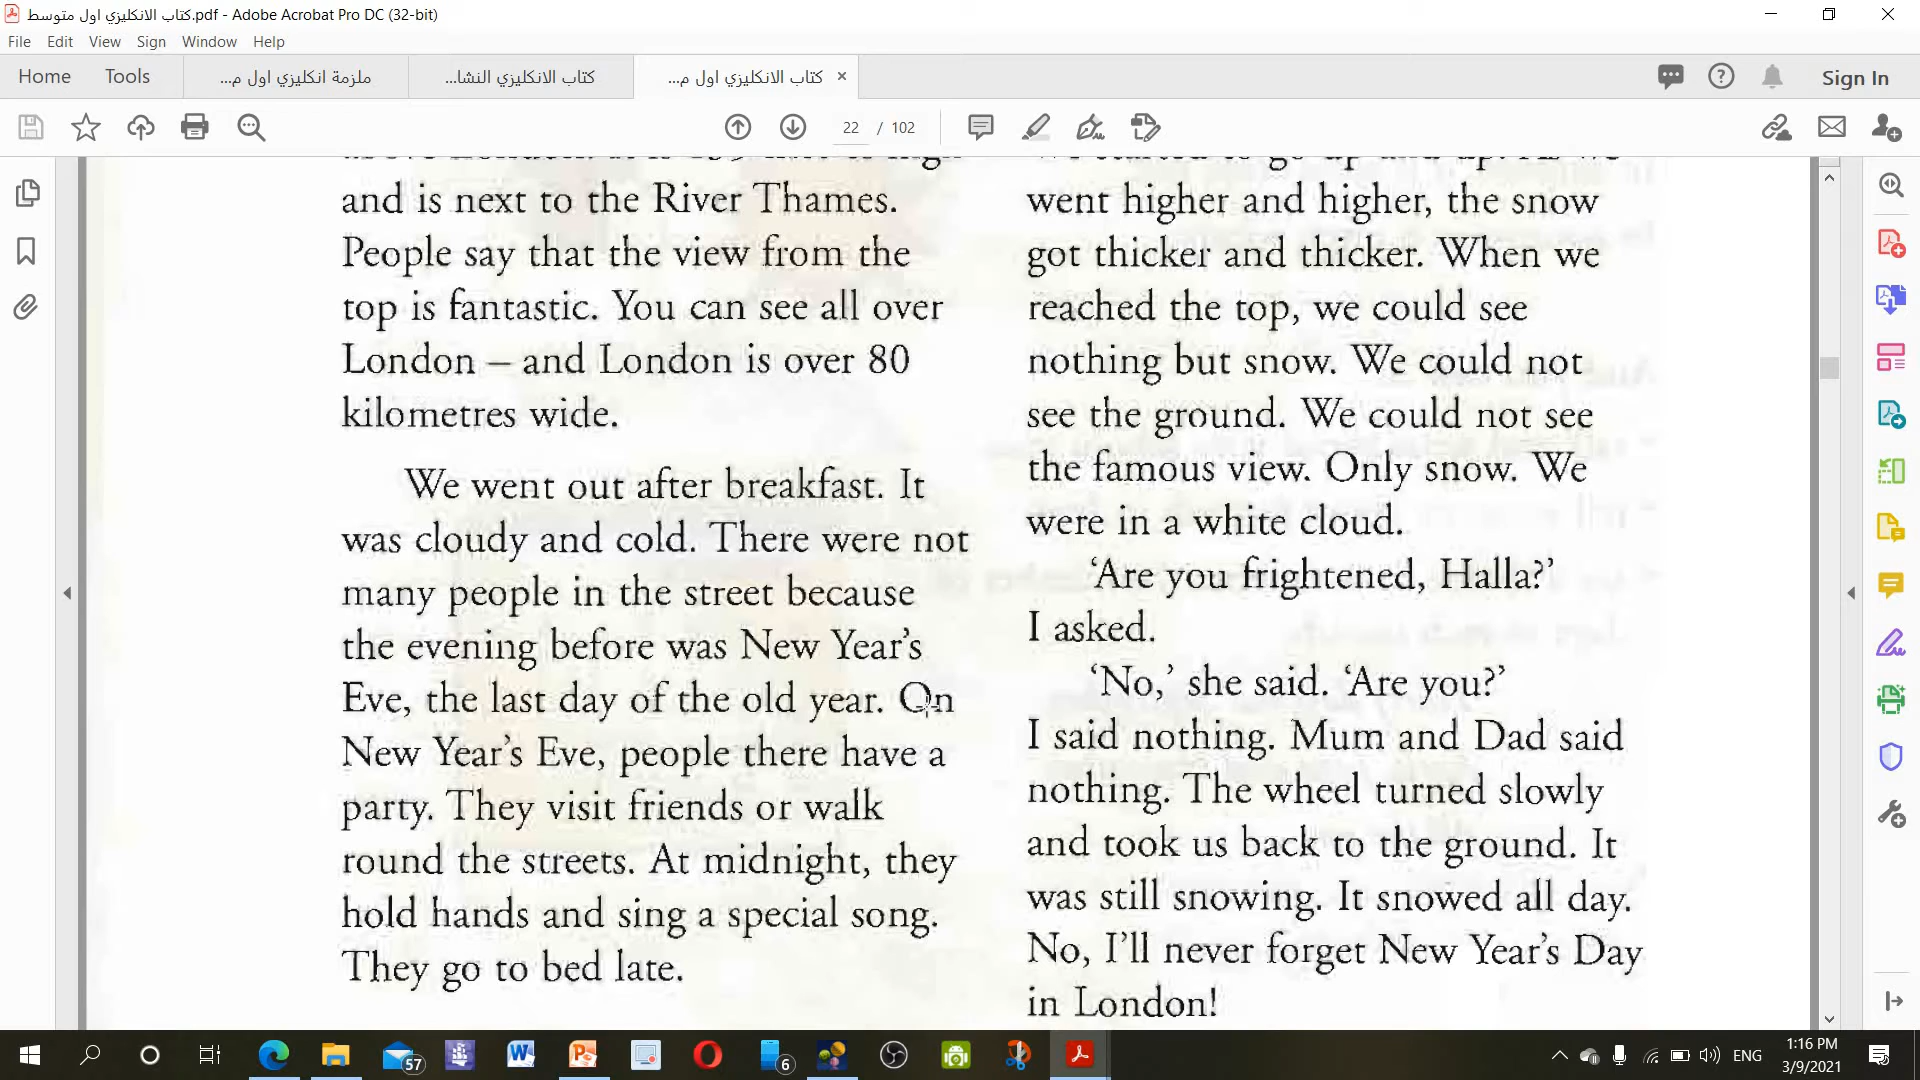 كتاب الانكليزي اول متوسط.pdf - Adobe Acrobat Pro DC (32-bit)
File Edit View Sign Window Help
Home Tools
ملزمة انكليزي اول م...
كتاب الانكليزي النشا...
كتاب الانكليزي اول م...
Sign In
22 / 102
and is next to the River Thames.
People say that the view from the
top is fantastic. You can see all over
London – and London is over 80
kilometres wide.
We went out after breakfast. It
was cloudy and cold. There were not
many people in the street because
the evening before was New Year’s
Eve, the last day of the old year. On
New Year’s Eve, people there have a
party. They visit friends or walk
round the streets. At midnight, they
hold hands and sing a special song.
They go to bed late.
We started to go up and up. As we
went higher and higher, the snow
got thicker and thicker. When we
reached the top, we could see
nothing but snow. We could not
see the ground. We could not see
the famous view. Only snow. We
were in a white cloud.
‘Are you frightened, Halla?’
I asked.
‘No,’ she said. ‘Are you?’
I said nothing. Mum and Dad said
nothing. The wheel turned slowly
and took us back to the ground. It
was still snowing. It snowed all day.
No, I’ll never forget New Year’s Day
in London!
57
6
ENG
1:16 PM
3/9/2021